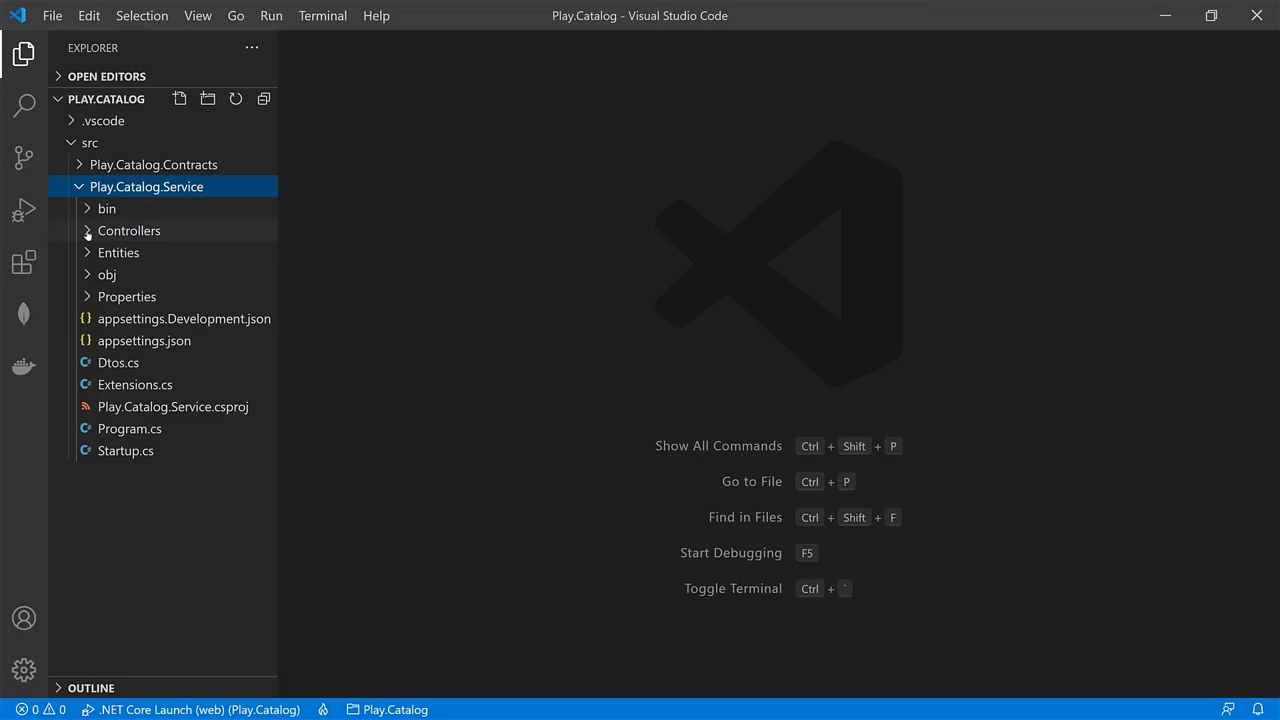 File Edit Selection View Go Run Terminal Help
Play.Catalog - Visual Studio Code
EXPLORER
OPEN EDITORS
PLAY.CATALOG
.vscode
src
Play.Catalog.Contracts
Play.Catalog.Service
bin
Controllers
Entities
obj
Properties
{} appsettings.Development.json
{} appsettings.json
C# Dtos.cs
C# Extensions.cs
Play.Catalog.Service.csproj
C# Program.cs
C# Startup.cs
OUTLINE
Show All Commands Ctrl + Shift + P
Go to File Ctrl + P
Find in Files Ctrl + Shift + F
Start Debugging F5
Toggle Terminal Ctrl + `
0 0 .NET Core Launch (web) (Play.Catalog) Play.Catalog